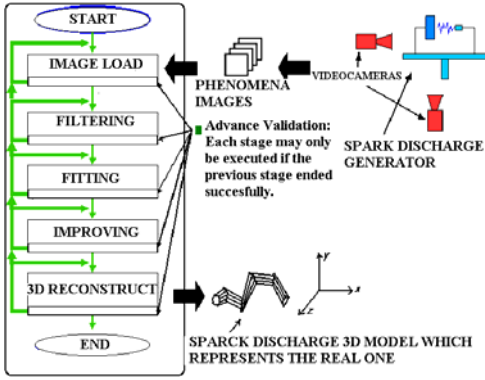 START
IMAGE LOAD
FILTERING
FITTING
IMPROVING
3D RECONSTRUCT
END
PHENOMENA
IMAGES
VIDEOCAMERAS
SPARK DISCHARGE
GENERATOR
Advance Validation:
Each stage may only
be executed if the
previous stage ended
succesfully.
y
x
z
SPARCK DISCHARGE 3D MODEL WHICH
REPRESENTS THE REAL ONE